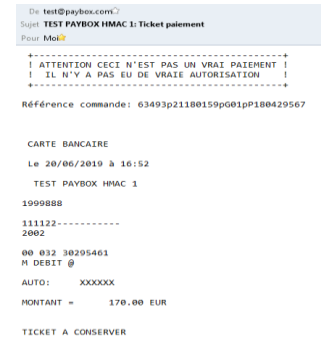 De test@paybox.com
Sujet TEST PAYBOX HMAC 1: Ticket paiement
Pour Moi
+---------------------------------------+
! ATTENTION CECI N'EST PAS UN VRAI PAIEMENT !
! IL N'Y A PAS EU DE VRAIE AUTORISATION !
+---------------------------------------+
Référence commande: 63493p21180159pG01pP180429567
CARTE BANCAIRE
Le 20/06/2019 à 16:52
TEST PAYBOX HMAC 1
1999888
111122-----------
2002
00 032 30295461
M DEBIT @
AUTO: XXXXXX
MONTANT = 170.00 EUR
TICKET A CONSERVER